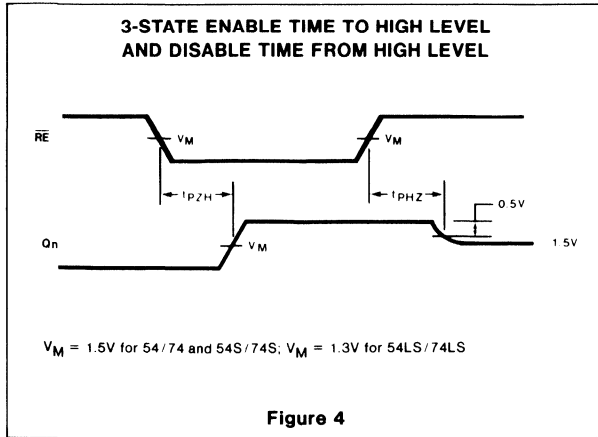 3-STATE ENABLE TIME TO HIGH LEVEL
AND DISABLE TIME FROM HIGH LEVEL
RE
VM
VM
tPZH
tPHZ
0.5V
Qn
VM
1.5V
VM = 1.5V for 54/74 and 54S/74S; VM = 1.3V for 54LS/74LS
Figure 4